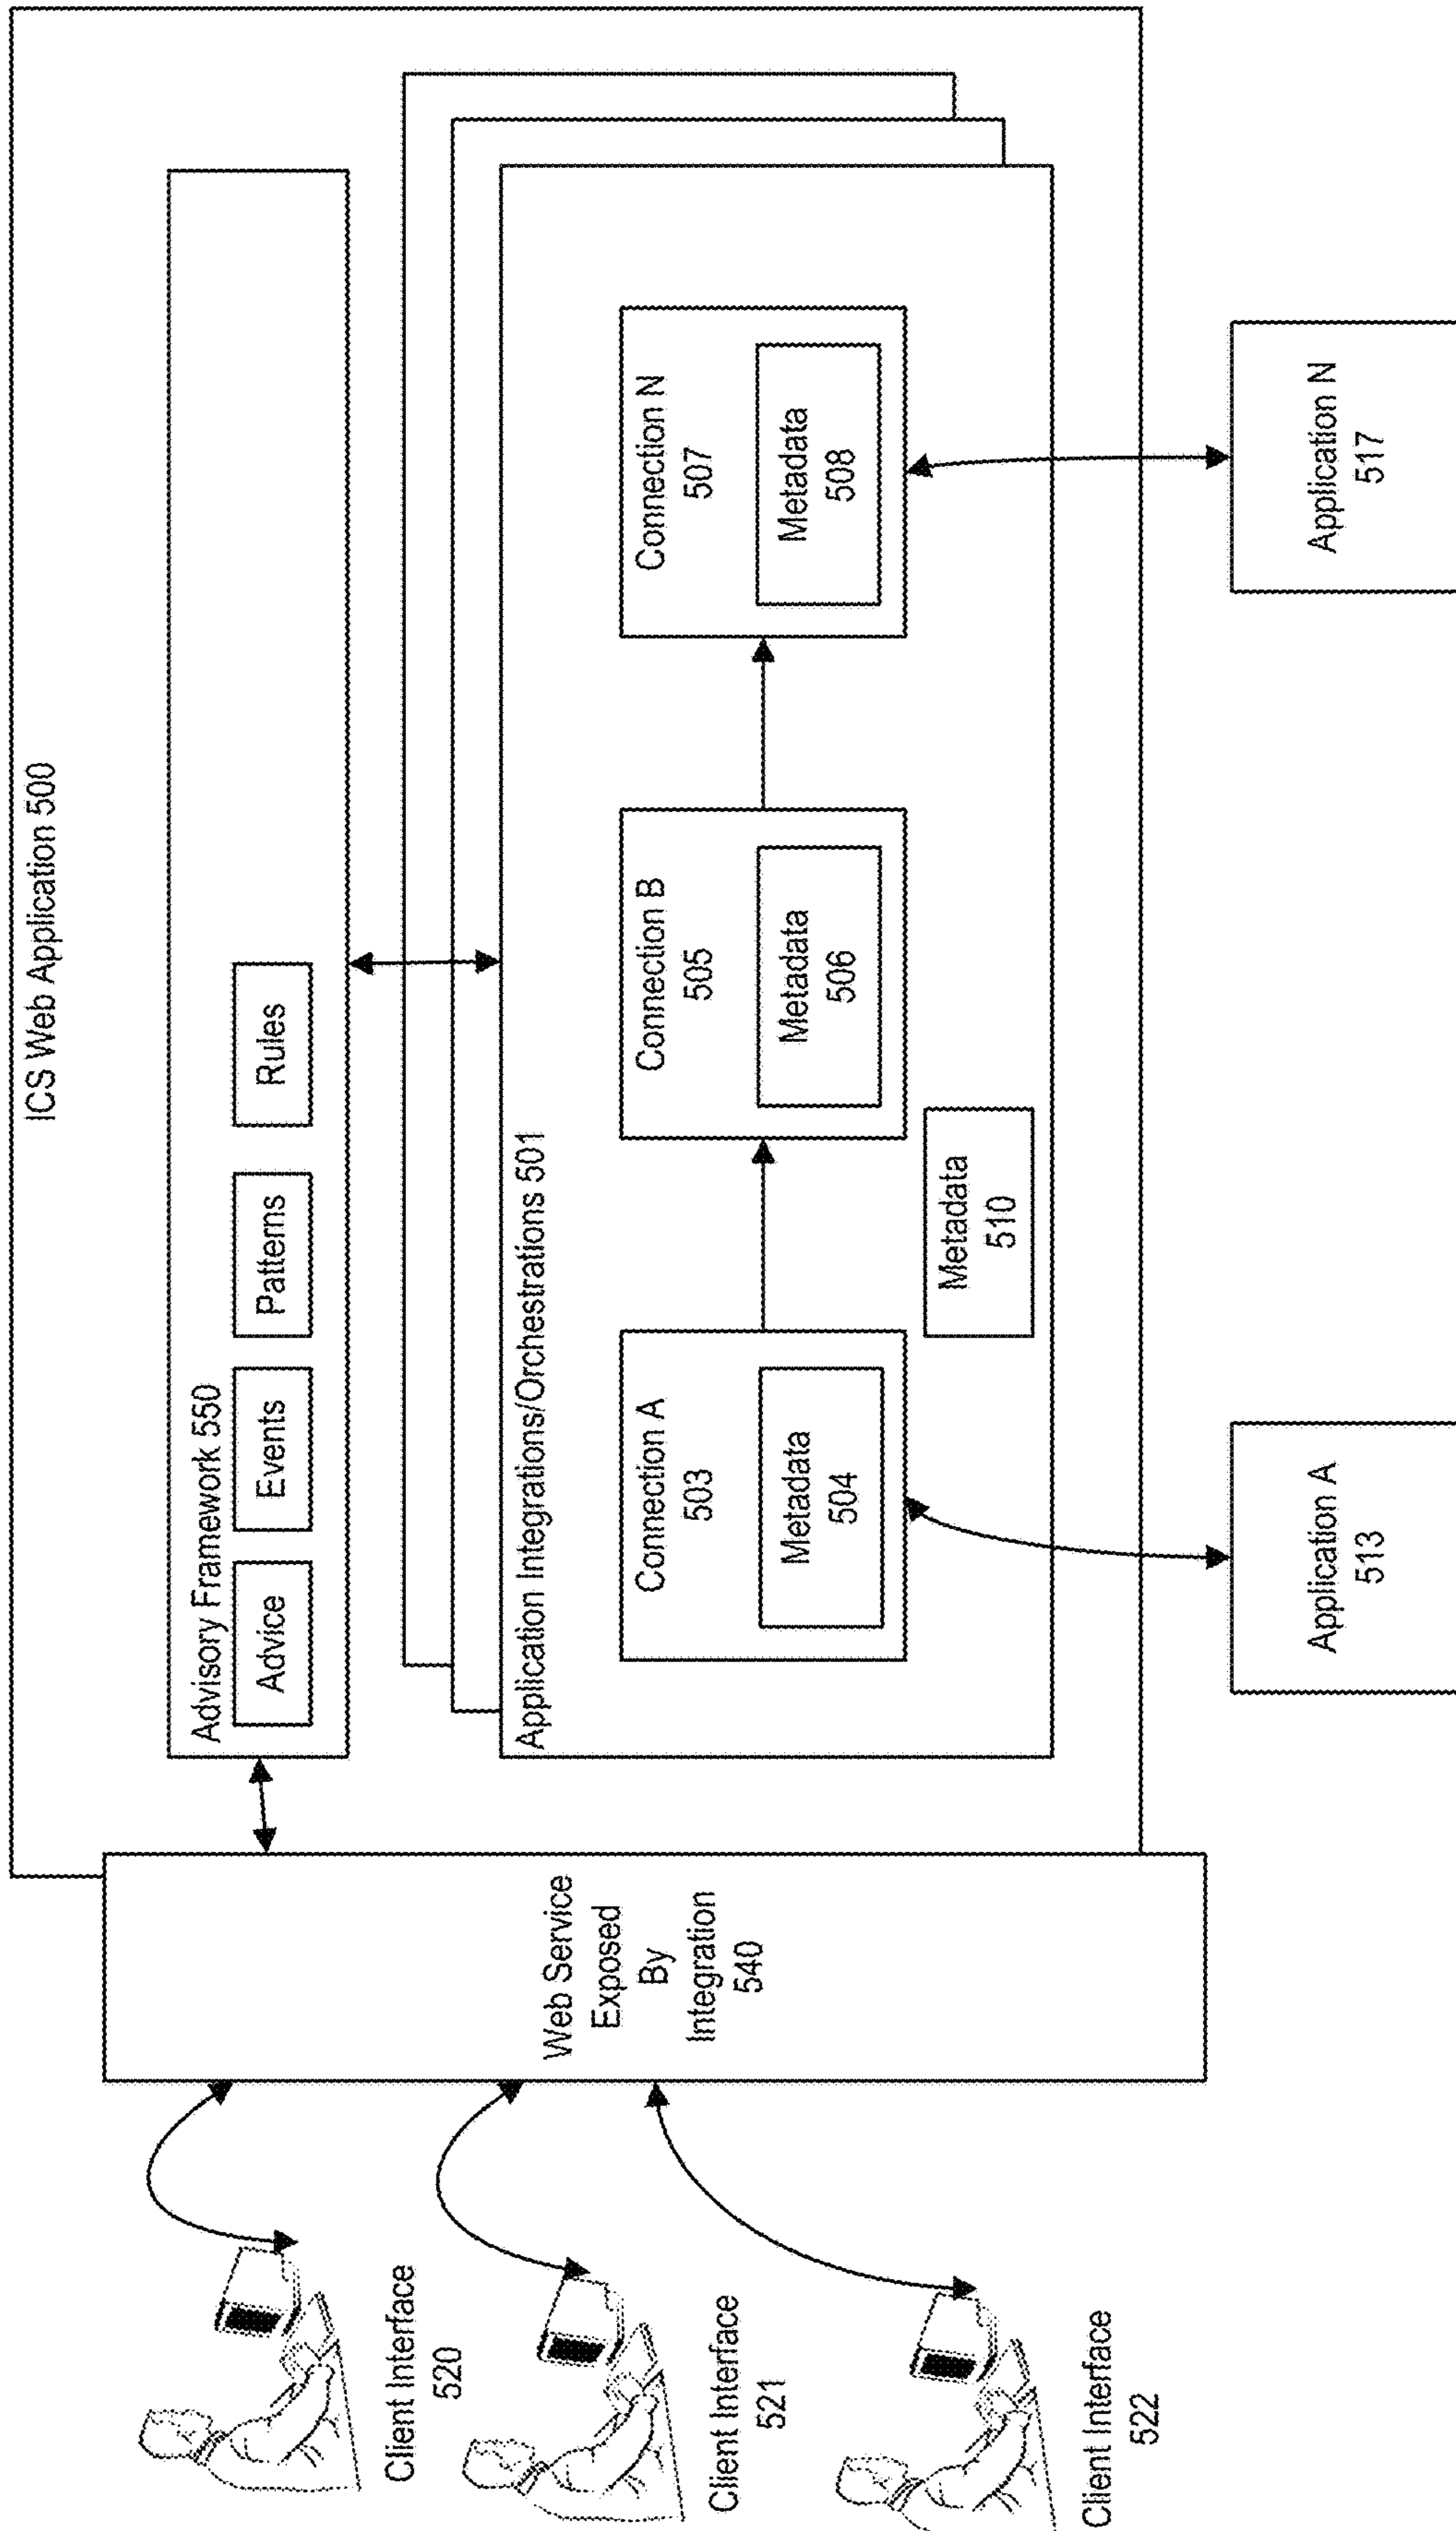 ICS Web Application 500
Advisory Framework 550
Advice
Events
Patterns
Rules
Application Integrations/Orchestrations 501
Connection A
503
Metadata
504
Connection B
505
Metadata
506
Connection N
507
Metadata
508
Metadata
510
Web Service
Exposed
By
Integration
540
Client Interface
520
Client Interface
521
Client Interface
522
Application A
513
Application N
517